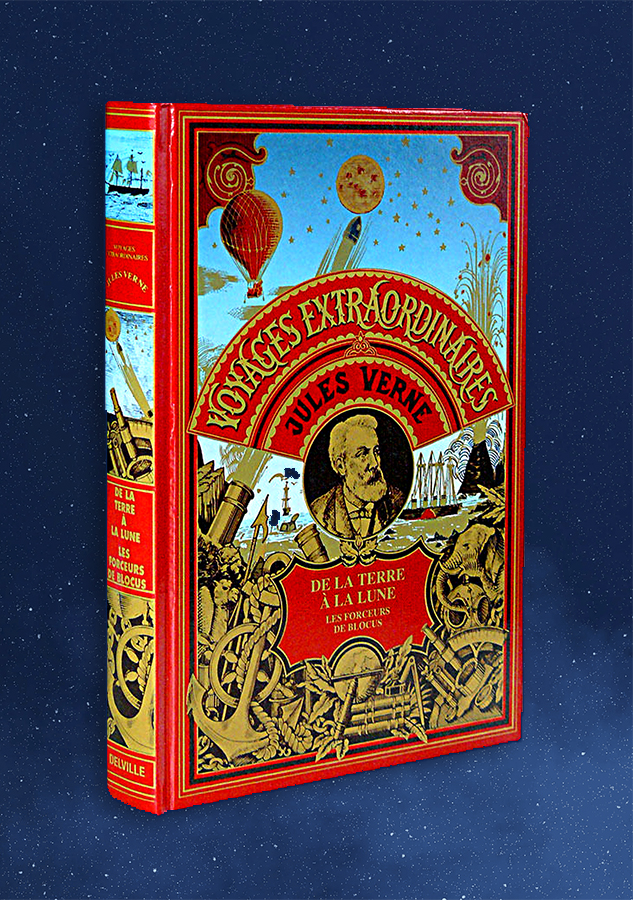 VOYAGES
EXTRAORDINAIRES
JULES VERNE
DE LA
TERRE
À
LA LUNE
LES
FORCEURS
DE BLOCUS
DELVILLE
VOYAGES EXTRAORDINAIRES
JULES VERNE
DE LA TERRE
À LA LUNE
LES FORCEURS
DE BLOCUS